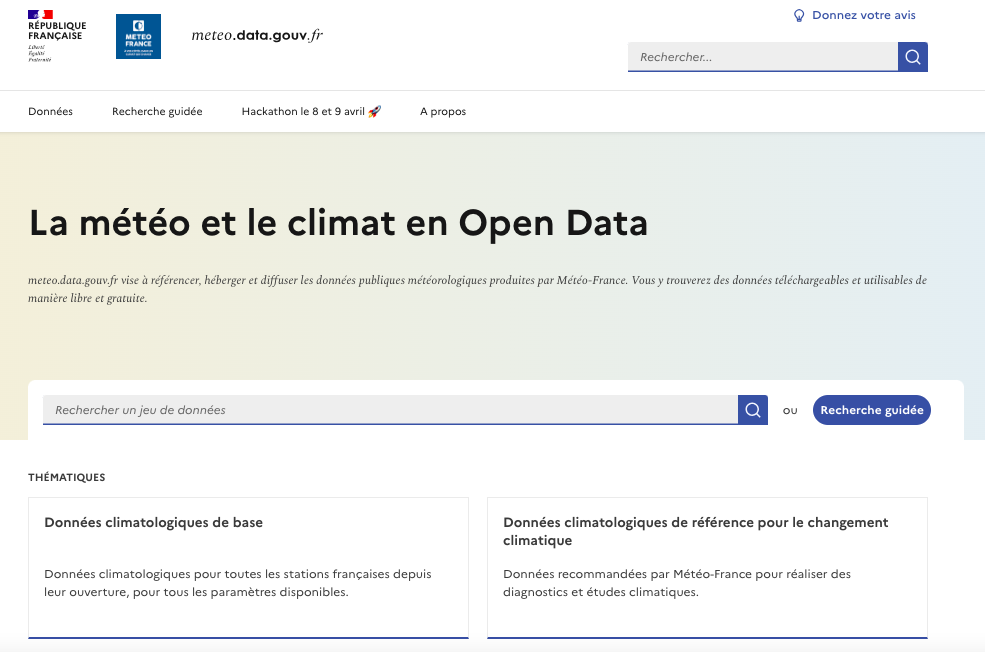 RÉPUBLIQUE
FRANÇAISE
Liberté
Égalité
Fraternité
METEO
FRANCE
meteo.data.gouv.fr
Donnez votre avis
Rechercher...
Données
Recherche guidée
Hackathon le 8 et 9 avril 🚀
A propos
La météo et le climat en Open Data
meteo.data.gouv.fr vise à référencer, héberger et diffuser les données publiques météorologiques produites par Météo-France. Vous y trouverez des données téléchargeables et utilisables de
manière libre et gratuite.
Rechercher un jeu de données
ou
Recherche guidée
THÉMATIQUES
Données climatologiques de base
Données climatologiques pour toutes les stations françaises depuis
leur ouverture, pour tous les paramètres disponibles.
Données climatologiques de référence pour le changement
climatique
Données recommandées par Météo-France pour réaliser des
diagnostics et études climatiques.